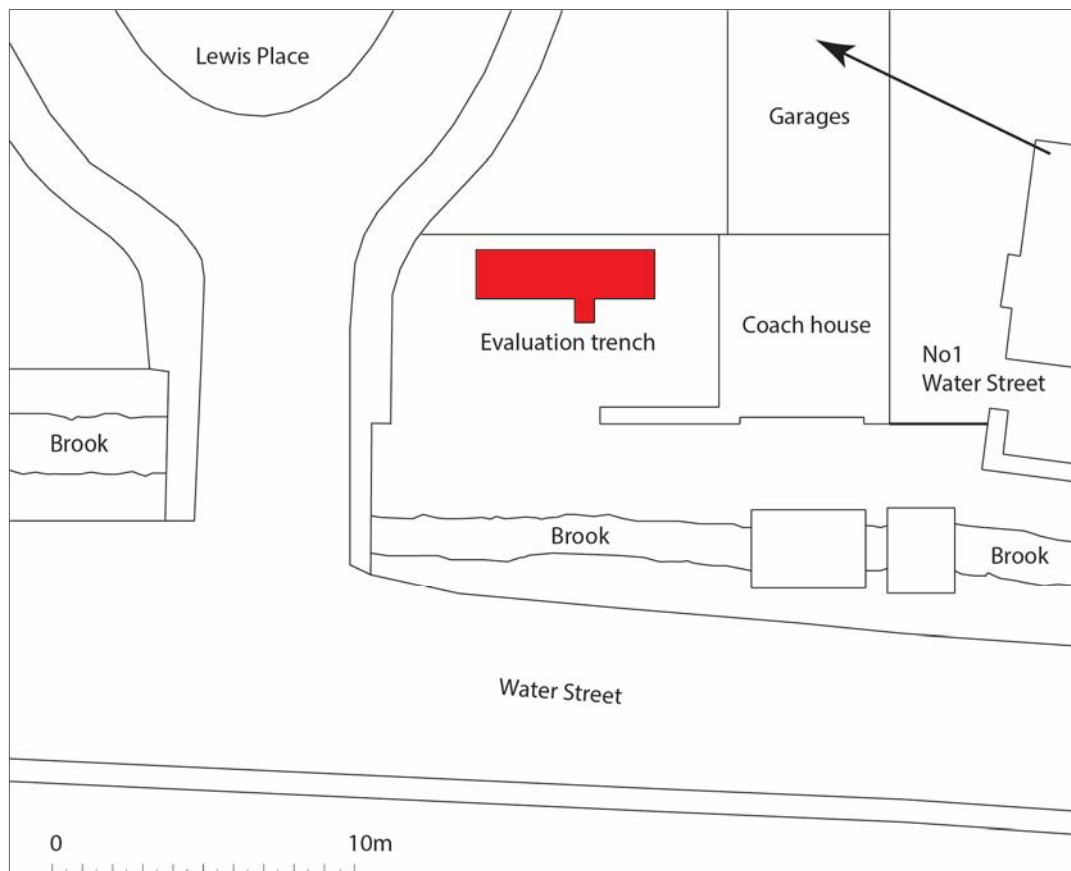 Lewis Place
Garages
Evaluation trench
Coach house
No1
Water Street
Brook
Brook
Brook
Water Street
0 10m